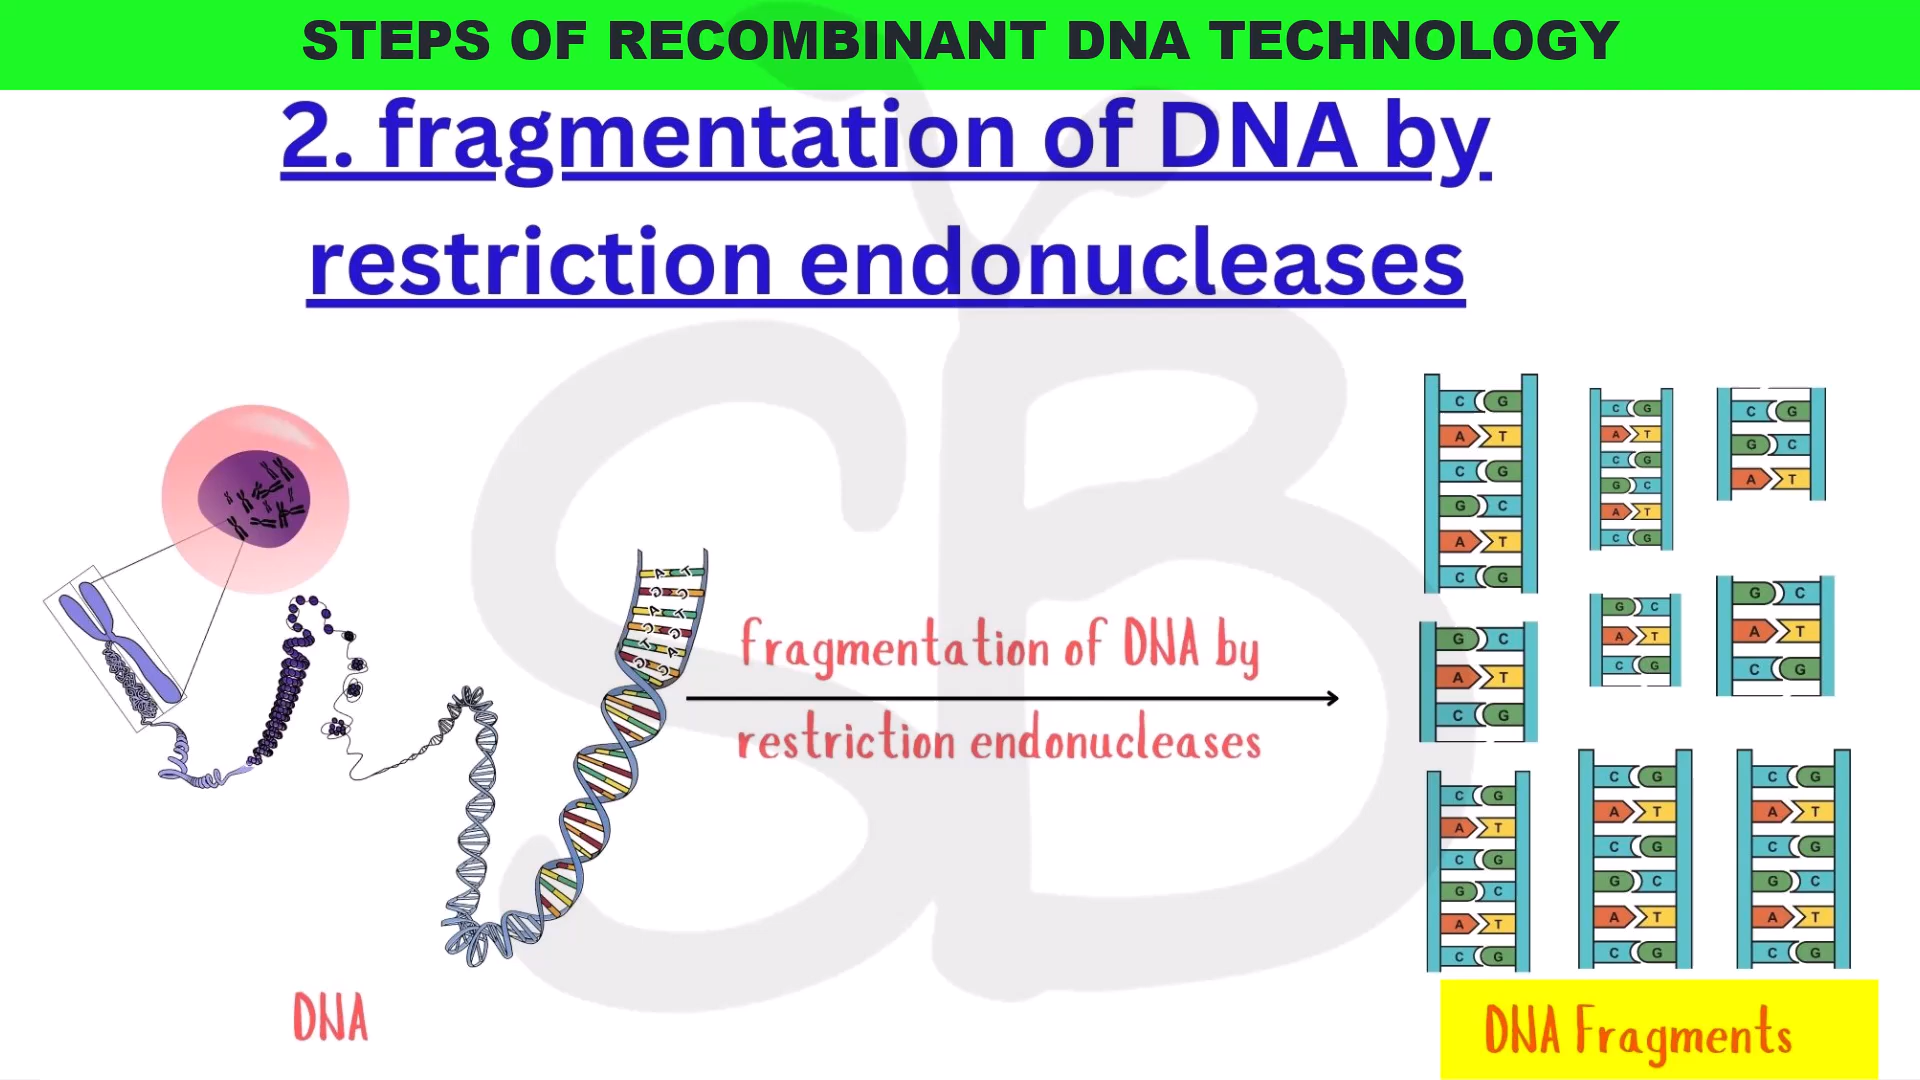 STEPS OF RECOMBINANT DNA TECHNOLOGY
2. fragmentation of DNA by
restriction endonucleases
fragmentation of DNA by
restriction endonucleases
C G
A T
C G
G C
A T
C G
C G
A T
C G
G C
A T
C G
C G
G C
A T
G C
A T
C G
G C
A T
C G
G C
A T
C G
C G
A T
C G
G C
A T
C G
C G
A T
C G
G C
A T
C G
C G
A T
C G
G C
A T
C G
DNA
DNA Fragments
SB